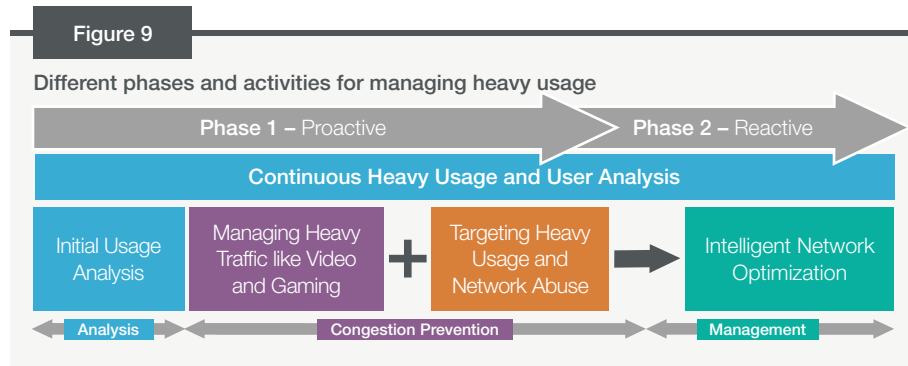 Figure 9
Different phases and activities for managing heavy usage
Phase 1 – Proactive
Phase 2 – Reactive
Continuous Heavy Usage and User Analysis
Initial Usage
Analysis
Managing Heavy
Traffic like Video
and Gaming
+
Targeting Heavy
Usage and
Network Abuse
Intelligent Network
Optimization
Analysis
Congestion Prevention
Management